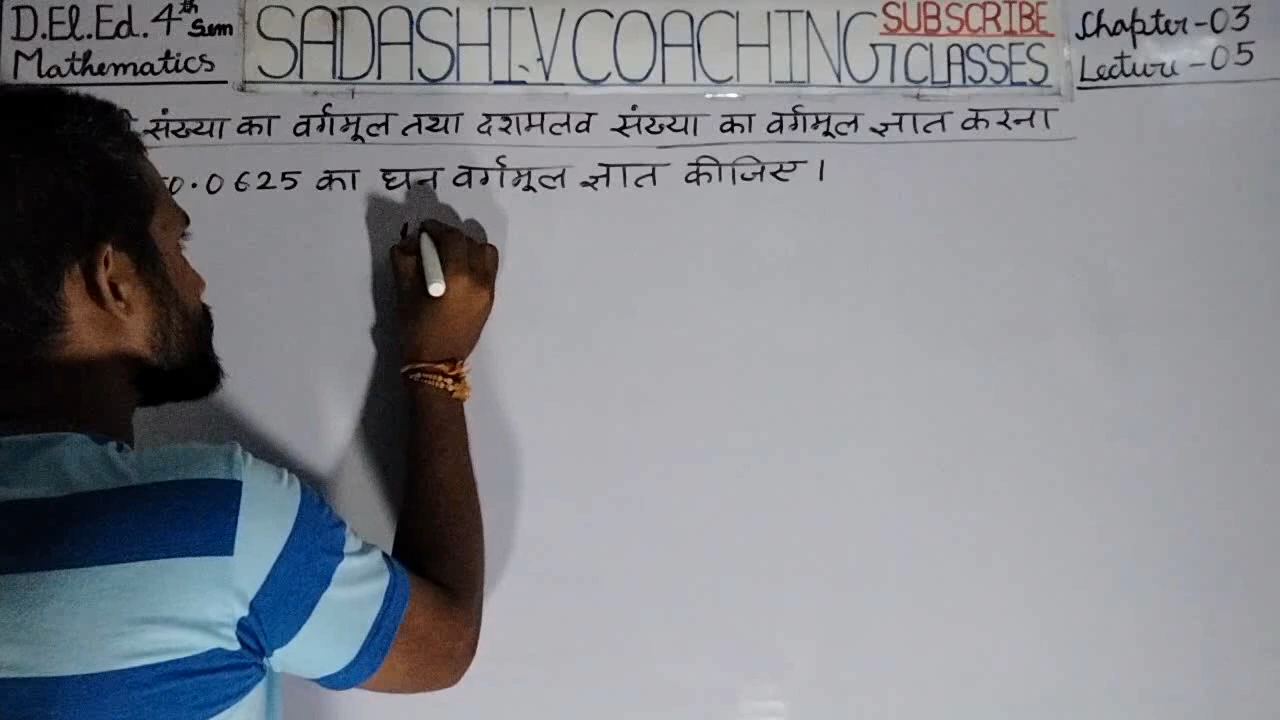 D.El.Ed. 4th Sem
Mathematics
SADASHIV COACHING CLASSES
SUBSCRIBE
Chapter-03
Lecture-05
संख्या का वर्गमूल तथा दशमलव संख्या का वर्गमूल ज्ञात करना
0.0625 का घन वर्गमूल ज्ञात कीजिए।